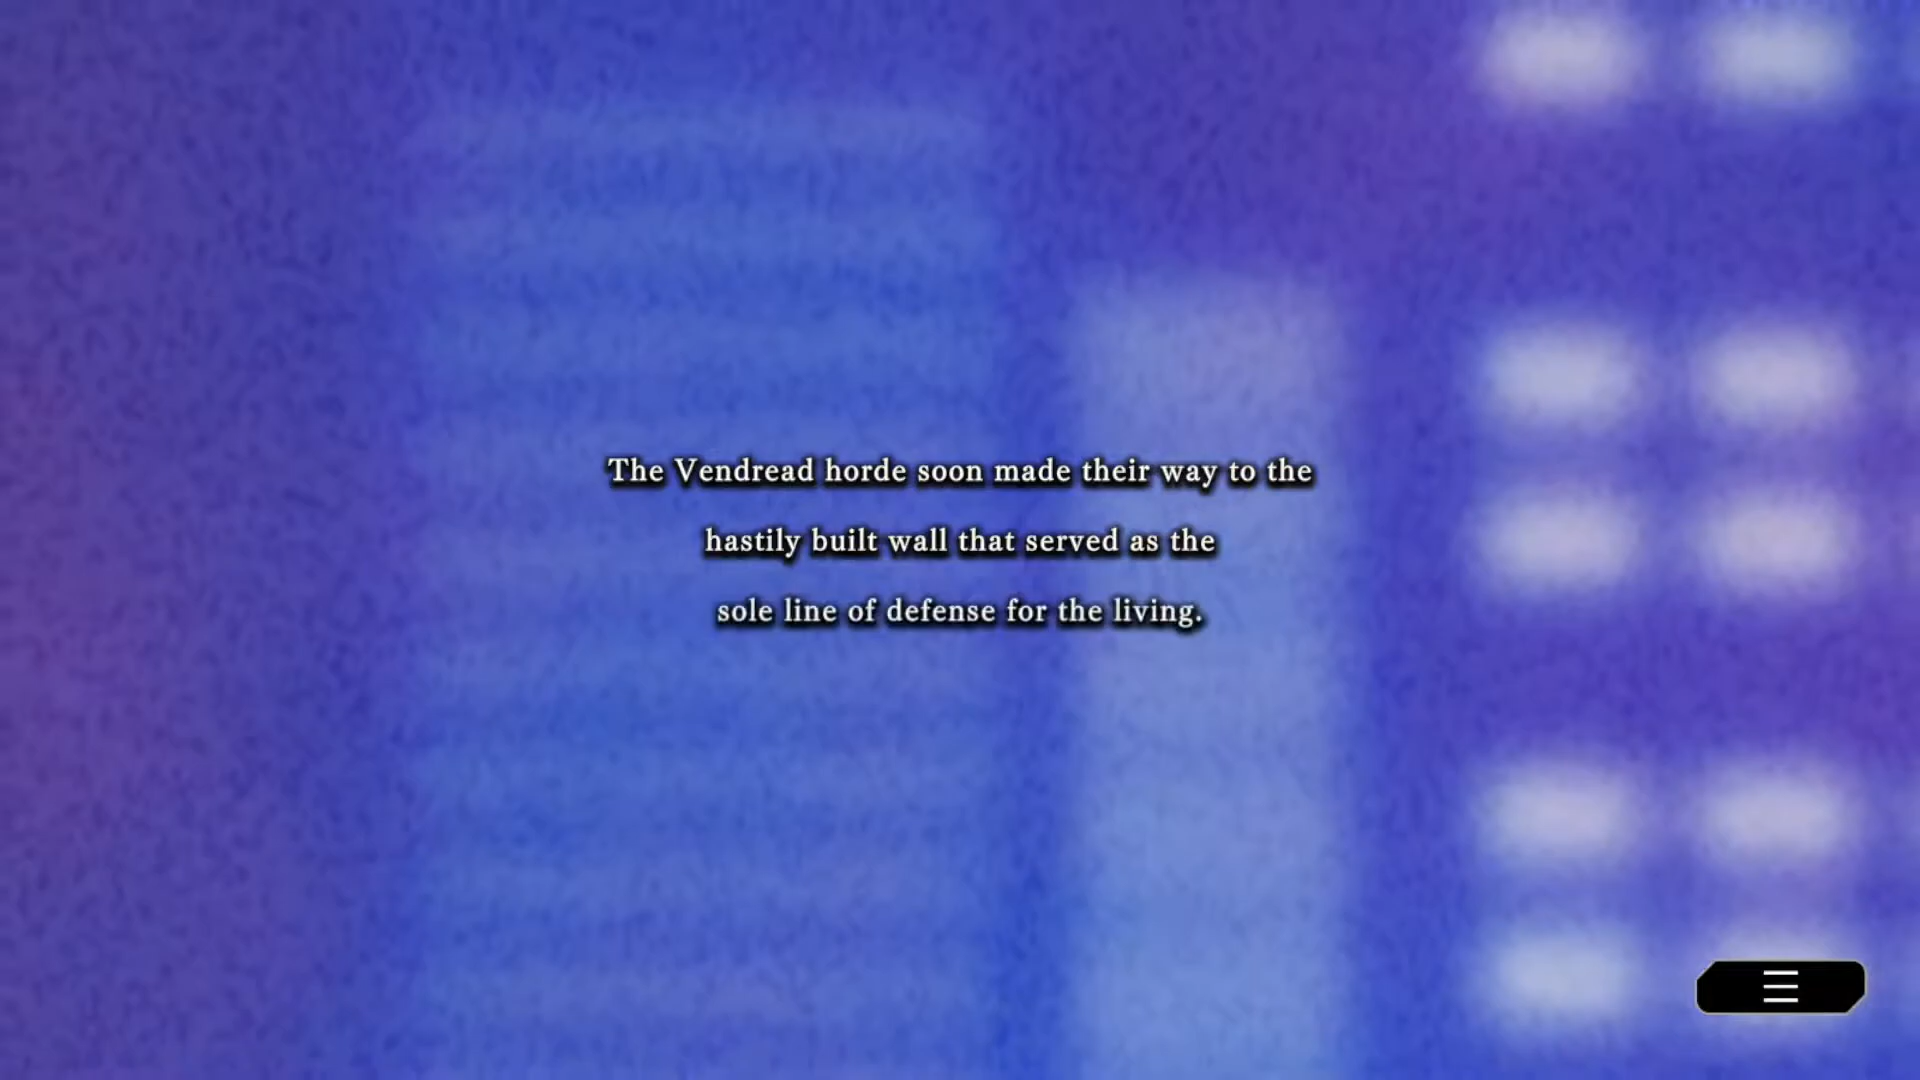 The Vendread horde soon made their way to the
hastily built wall that served as the
sole line of defense for the living.